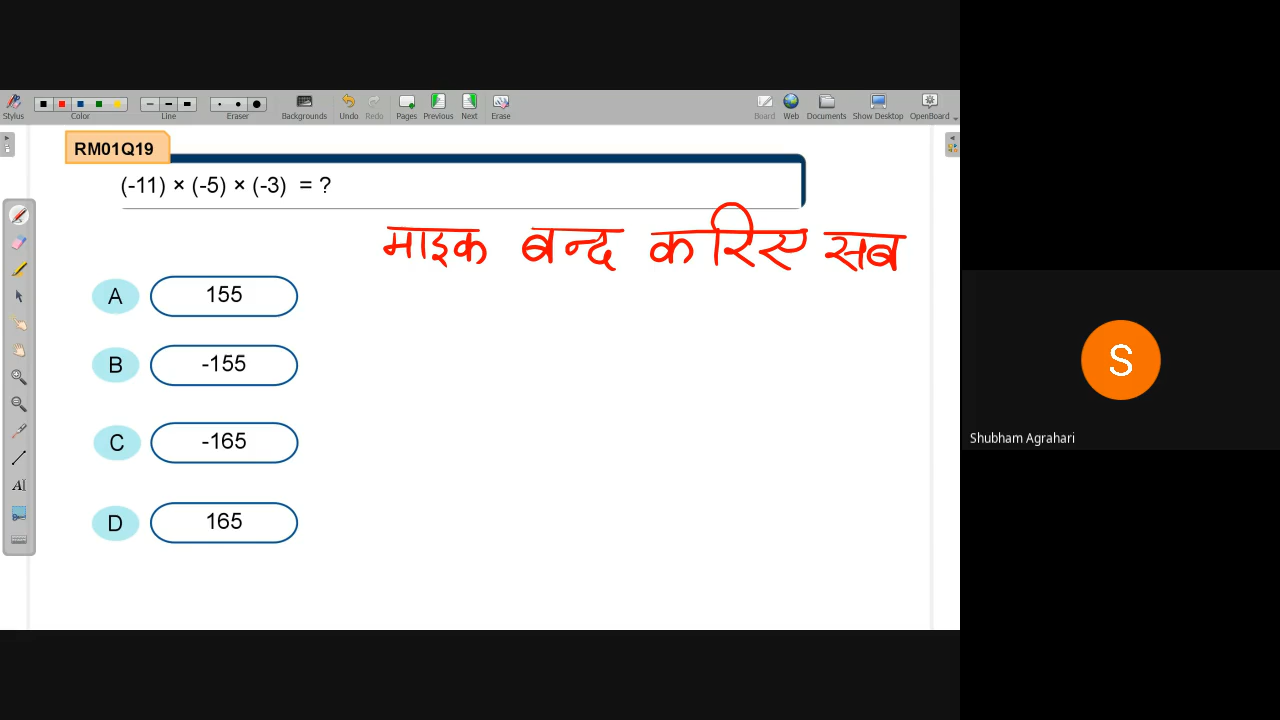 Stylus
Color
Line
Eraser
Backgrounds
Undo
Redo
Pages
Previous
Next
Erase
Board
Web
Documents
Show Desktop
OpenBoard
RM01Q19
(-11) × (-5) × (-3) = ?
माइक बन्द करिए सब
A 155
B -155
C -165
D 165
AI
S
Shubham Agrahari